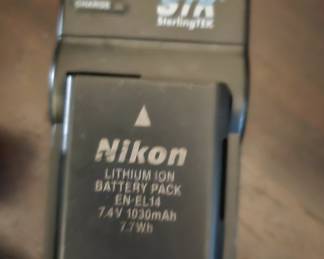 CHARGE
STK
SterlingTEK
Nikon
LITHIUM ION
BATTERY PACK
EN-EL14
7.4V 1030mAh
7.7Wh